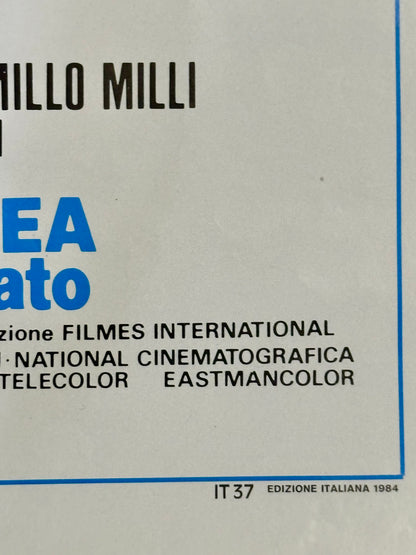 MILLO MILLI
I
EA
ato
zione FILMES INTERNATIONAL
I · NATIONAL CINEMATOGRAFICA
TELECOLOR EASTMANCOLOR
IT 37 EDIZIONE ITALIANA 1984